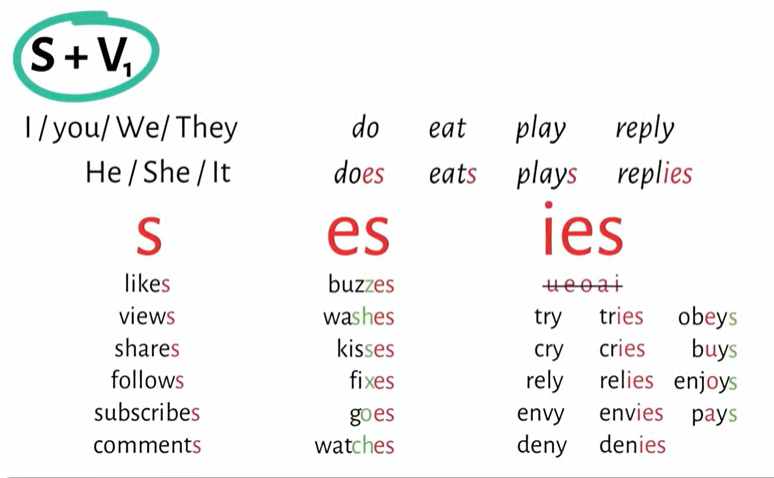 S + V₁
I / you/ We/ They do eat play reply
He / She / It does eats plays replies
s es ies
likes buzzes u e o a i
views washes try tries obeys
shares kisses cry cries buys
follows fixes rely relies enjoys
subscribes goes envy envies pays
comments watches deny denies